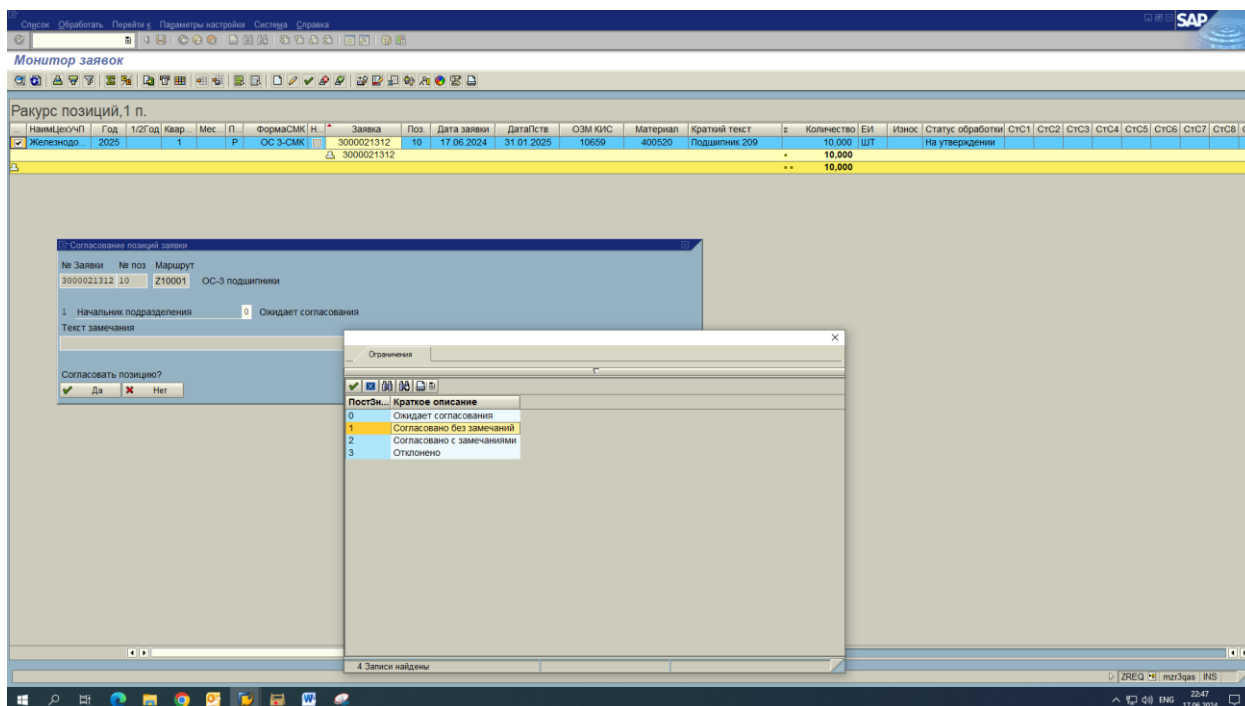 Список Обработать Перейти к Параметры настройки Система Справка
SAP
Монитор заявок
Ракурс позиций,1 п.
... НаимЦехУчП Год 1/2Год Квар... Мес... П... ФормаСМК Н... Заявка Поз. Дата заявки ДатаПств ОЗМ КИС Материал Краткий текст Σ Количество ЕИ Износ Статус обработки СтС1 СтС2 СтС3 СтС4 СтС5 СтС6 СтС7 СтС8
Железнодо... 2025 1 Р ОС 3-СМК 3000021312 10 17.06.2024 31.01.2025 10659 400520 Подшипник 209 10,000 ШТ На утверждении
3000021312 10,000
10,000
Согласование позиций заявки
№ Заявки № поз Маршрут
3000021312 10 Z10001 ОС-3 подшипники
1 Начальник подразделения 0 Ожидает согласования
Текст замечания
Согласовать позицию?
Да Нет
Ограничения
ПостЗн... Краткое описание
0 Ожидает согласования
1 Согласовано без замечаний
2 Согласовано с замечаниями
3 Отклонено
4 Записи найдены
ZREQ mzr3qas INS
ENG 22:47
17.06.2024